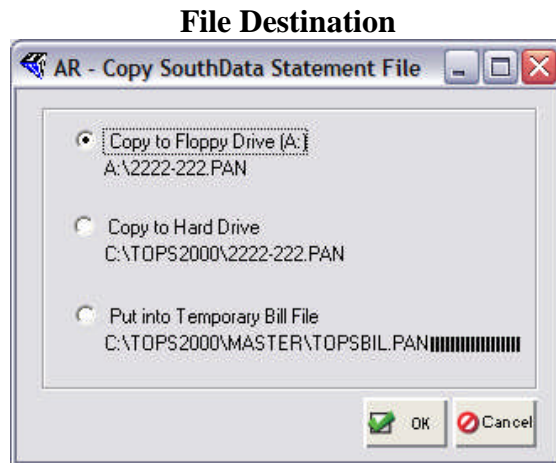 File Destination
AR - Copy SouthData Statement File
Copy to Floppy Drive (A:)
A:\2222-222.PAN
Copy to Hard Drive
C:\TOPS2000\2222-222.PAN
Put into Temporary Bill File
C:\TOPS2000\MASTER\TOPSBIL.PAN
OK
Cancel